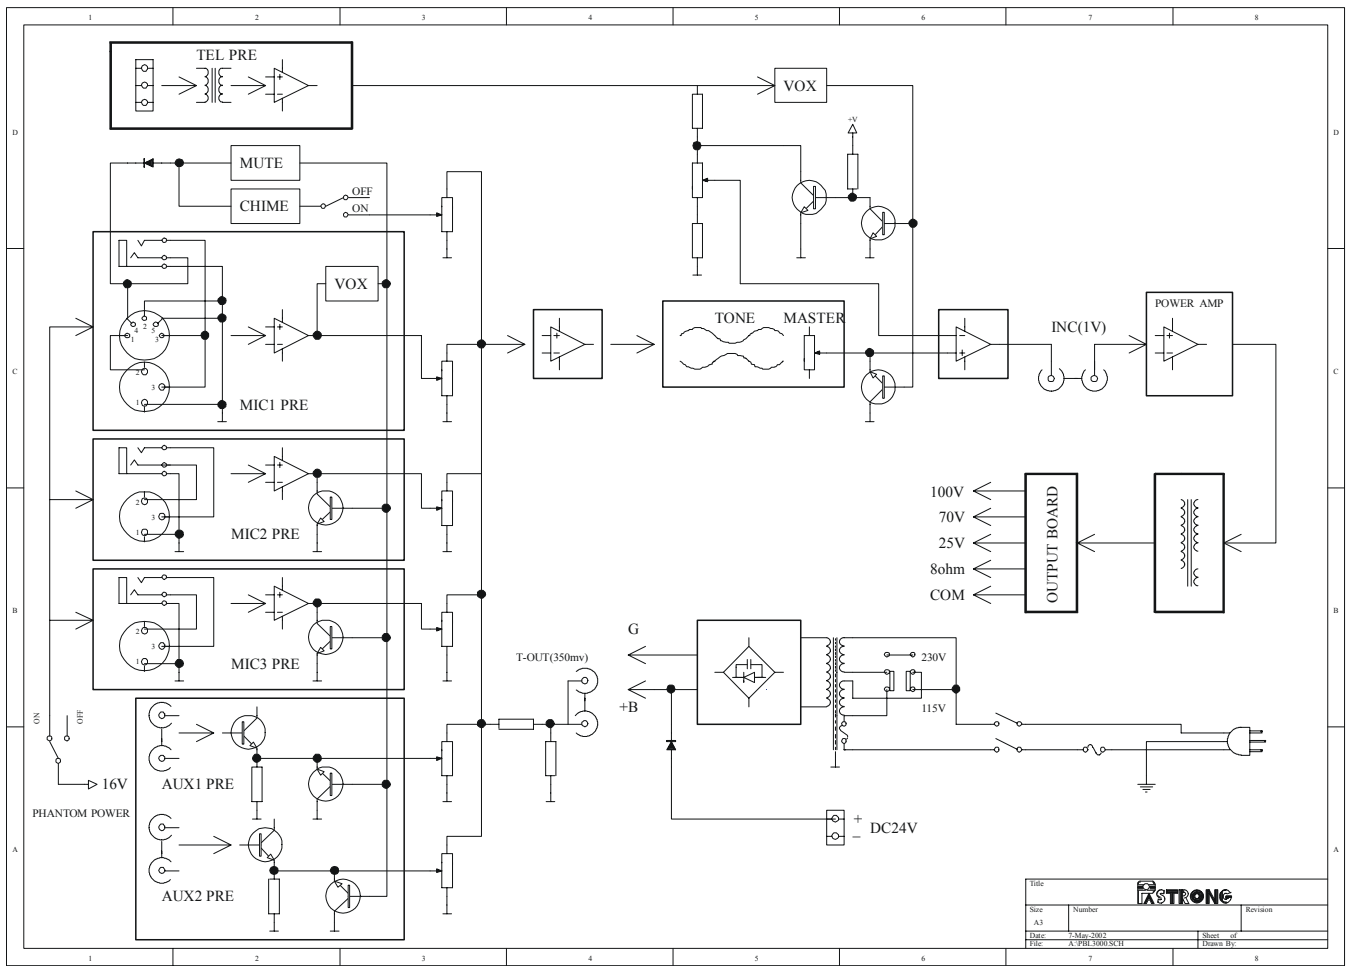 1 2 3 4 5 6 7 8
D D
C C
B B
A A
TEL PRE
VOX
+V
MUTE
CHIME
OFF
ON
VOX
4 2 5
1 3
2
3
1
MIC1 PRE
TONE MASTER
INC(1V)
POWER AMP
2
3
1
MIC2 PRE
100V
70V
25V
8ohm
COM
OUTPUT BOARD
2
3
1
MIC3 PRE
T-OUT(350mv)
G
+B
230V
115V
ON
OFF
16V
PHANTOM POWER
AUX1 PRE
AUX2 PRE
+
−
DC24V
Title
PASTRONG
Size Number Revision
A3
Date: 7-May-2002 Sheet of
File: A:\PBL3000.SCH Drawn By:
1 2 3 4 5 6 7 8